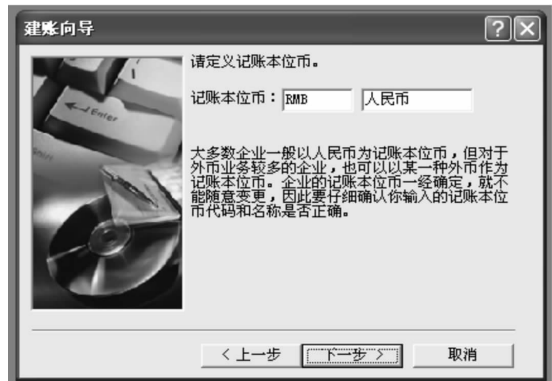 建账向导
请定义记账本位币。
记账本位币：RMB 人民币
大多数企业一般以人民币为记账本位币，但对于
外币业务较多的企业，也可以以某一种外币作为
记账本位币。企业的记账本位币一经确定，就不
能随意变更，因此要仔细确认你输入的记账本位
币代码和名称是否正确。
Enter
<上一步 下一步> 取消